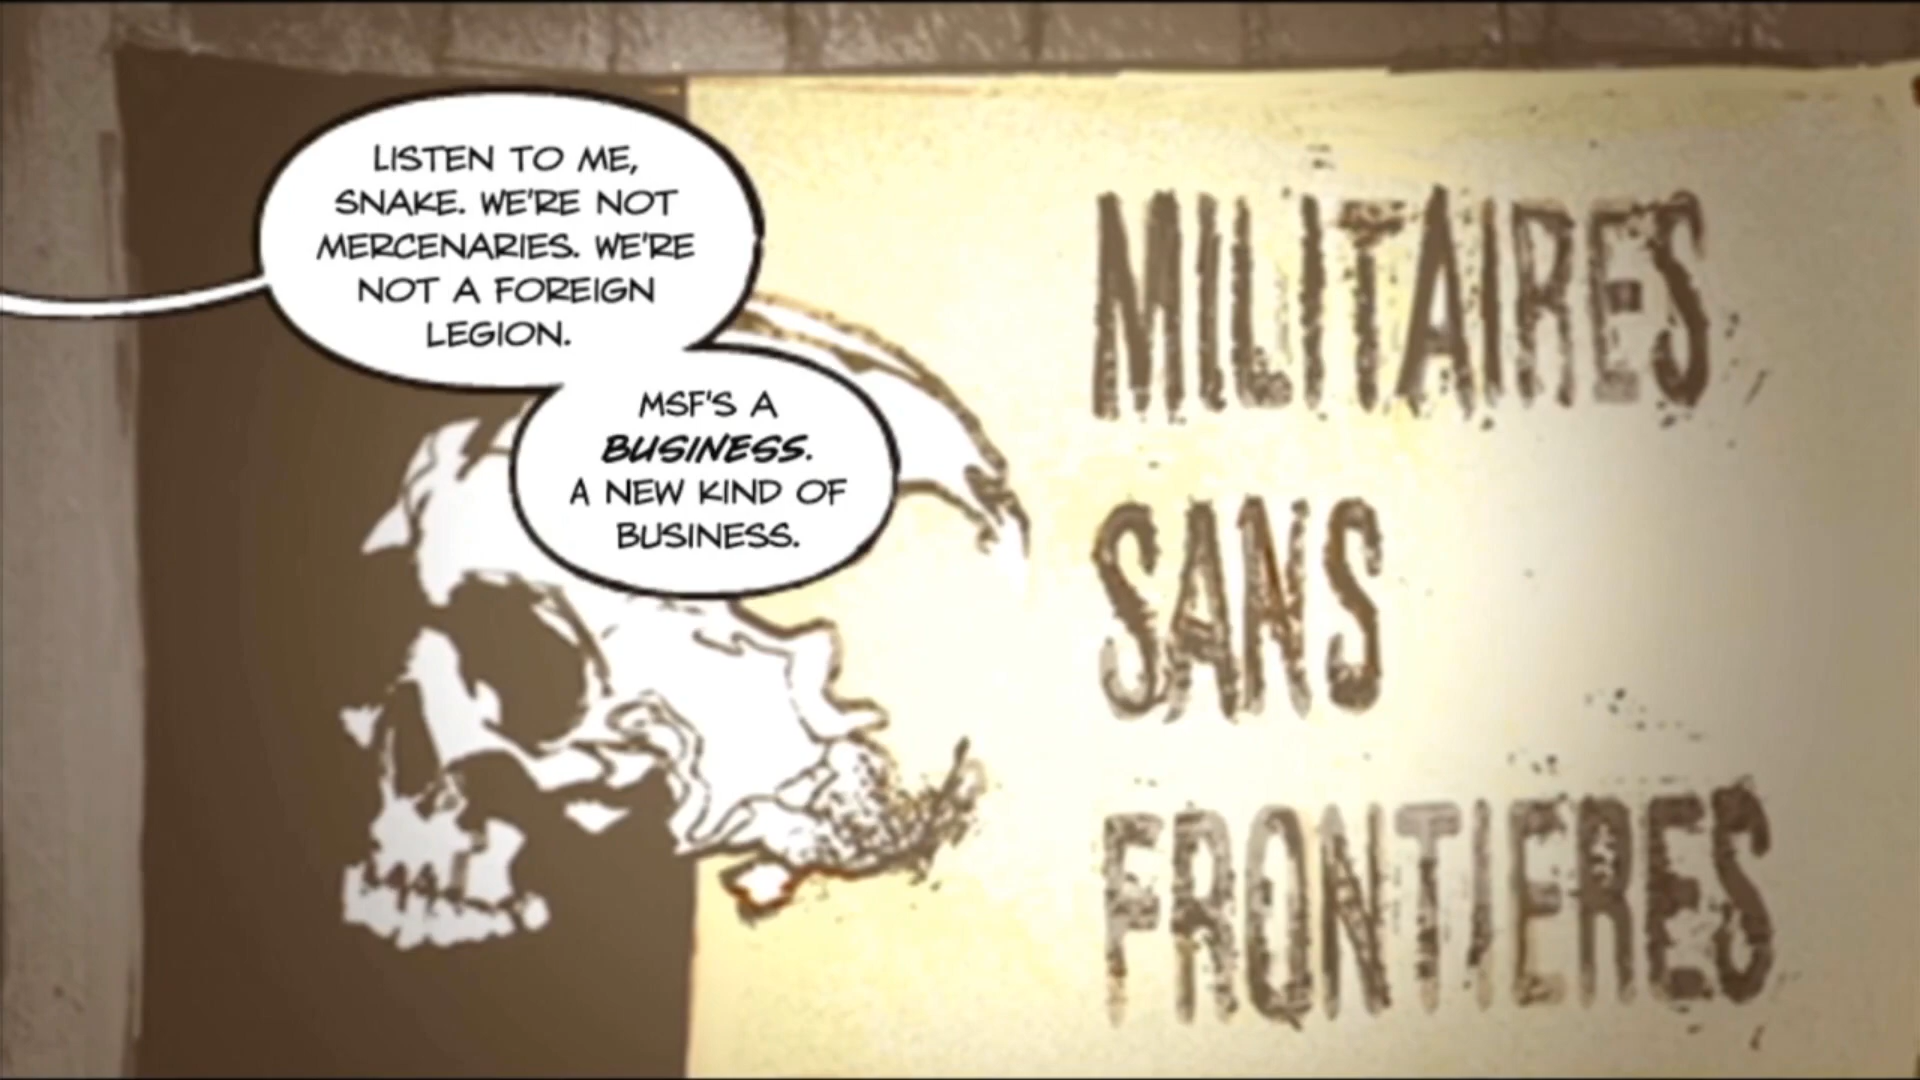 LISTEN TO ME,
SNAKE. WE'RE NOT
MERCENARIES. WE'RE
NOT A FOREIGN
LEGION.
MSF'S A
BUSINESS.
A NEW KIND OF
BUSINESS.
MILITAIRES
SANS
FRONTIERES